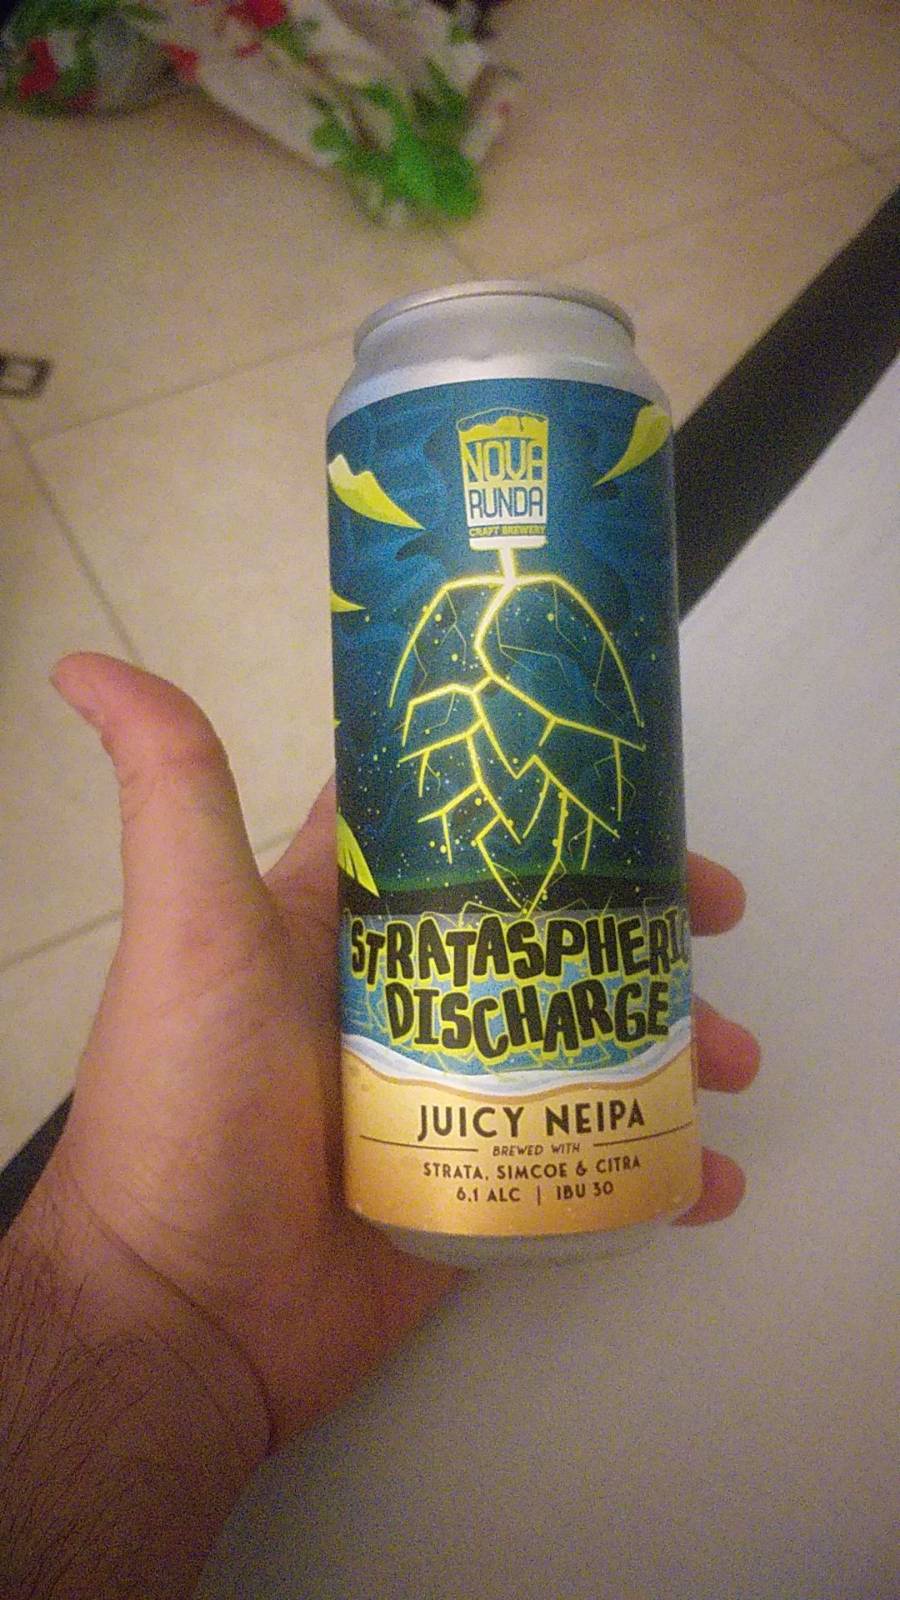 NOVA
RUNDA
CRAFT BREWERY
STRATASPHERIC
DISCHARGE
JUICY NEIPA
BREWED WITH
STRATA, SIMCOE & CITRA
6.1 ALC | IBU 30